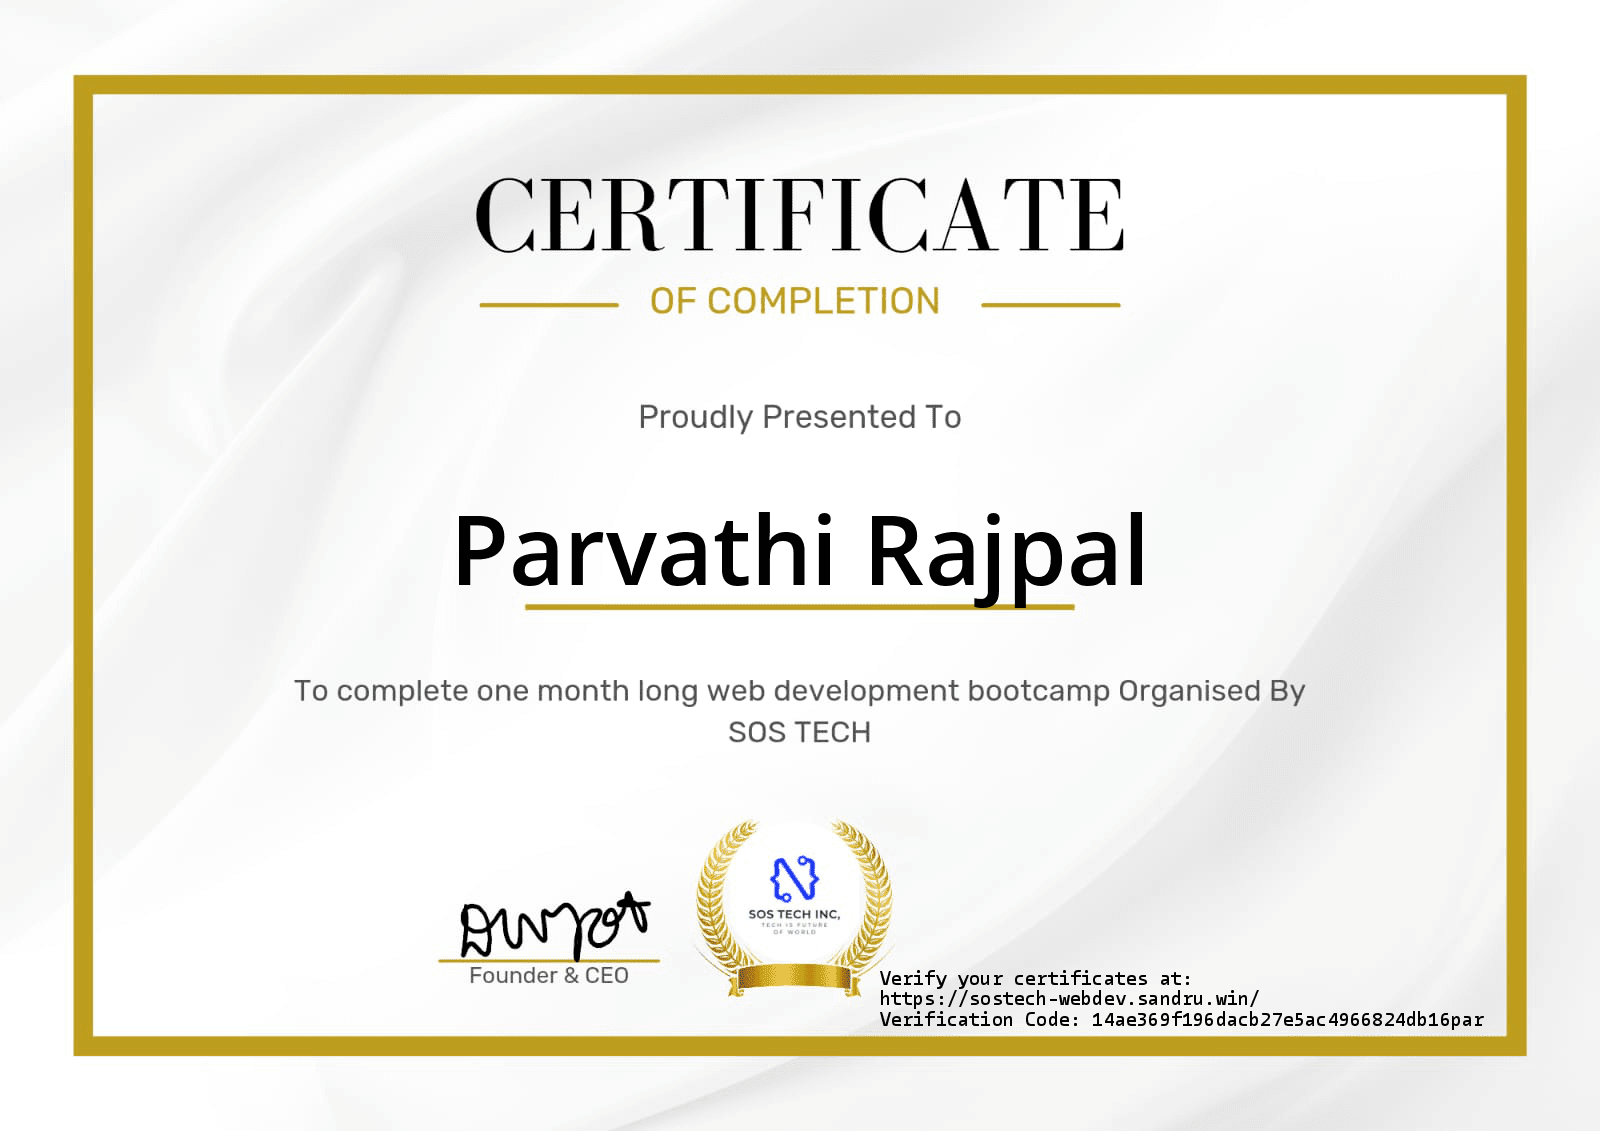 CERTIFICATE
OF COMPLETION
Proudly Presented To
Parvathi Rajpal
To complete one month long web development bootcamp Organised By
SOS TECH
SOS TECH INC,
TECH IS FUTURE
OF WORLD
Founder & CEO
Verify your certificates at:
https://sostech-webdev.sandru.win/
Verification Code: 14ae369f196dacb27e5ac4966824db16par